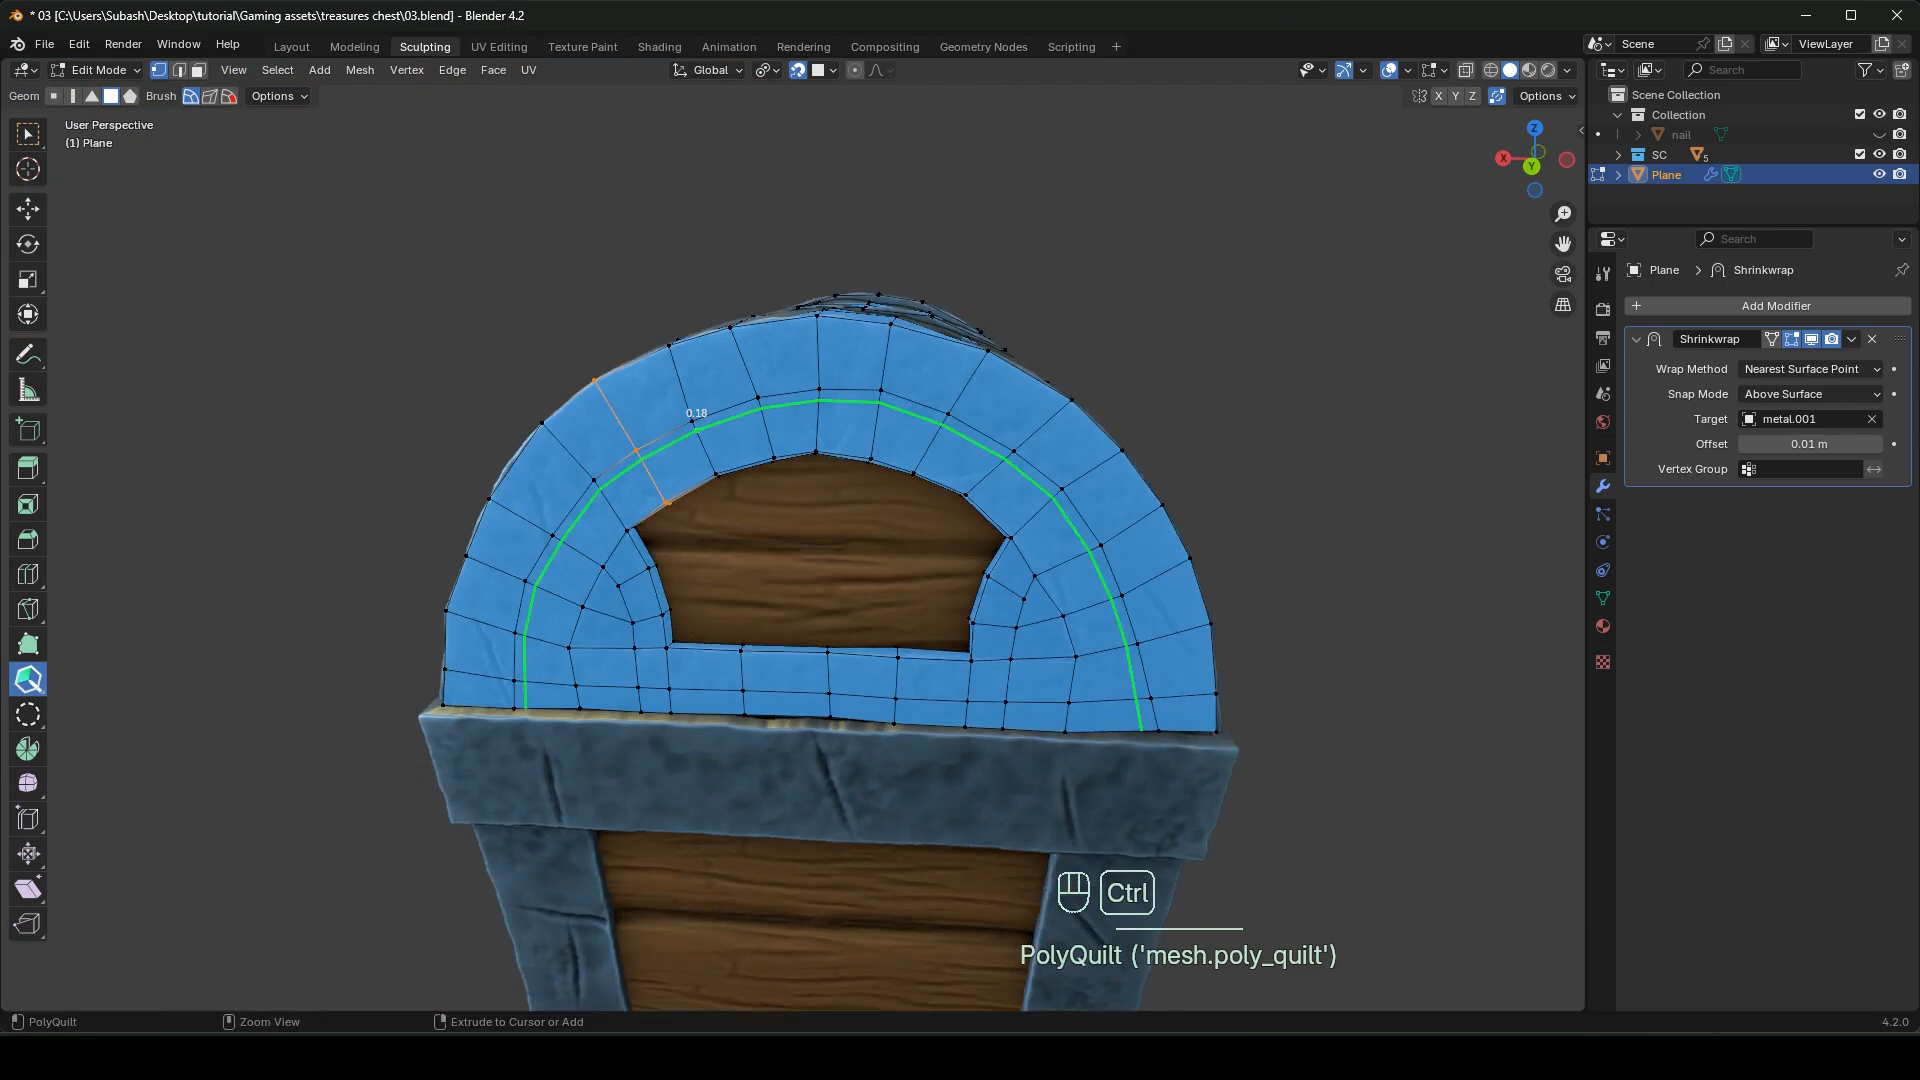 * 03 [C:\Users\Subash\Desktop\tutorial\Gaming assets\treasures chest\03.blend] - Blender 4.2
File Edit Render Window Help Layout Modeling Sculpting UV Editing Texture Paint Shading Animation Rendering Compositing Geometry Nodes Scripting + Scene ViewLayer
Edit Mode View Select Add Mesh Vertex Edge Face UV Global Search
Geom Brush Options X Y Z Options
Scene Collection
User Perspective
(1) Plane
Collection
nail
SC 5
Plane
Z
X
Y
Search
Plane > Shrinkwrap
+ Add Modifier
Shrinkwrap
Wrap Method Nearest Surface Point
Snap Mode Above Surface
Target metal.001
Offset 0.01 m
Vertex Group
0.18
Ctrl
PolyQuilt ('mesh.poly_quilt')
PolyQuilt Zoom View Extrude to Cursor or Add 4.2.0